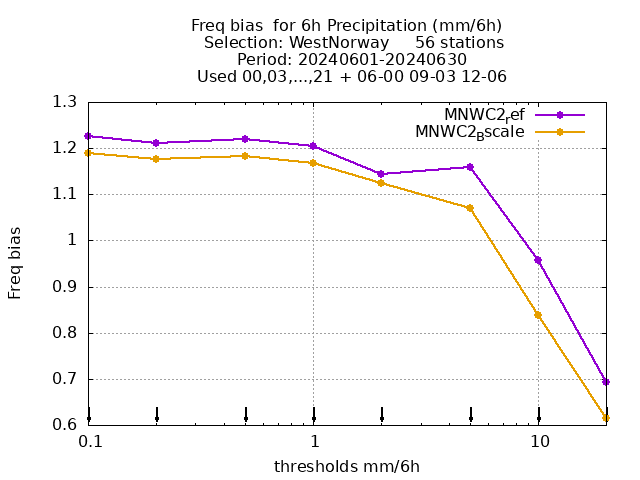 Freq bias  for 6h Precipitation (mm/6h)
Selection: WestNorway     56 stations
Period: 20240601-20240630
Used 00,03,...,21 + 06-00 09-03 12-06
MNWC2ref
MNWC2Bscale
1.3
1.2
1.1
1
0.9
0.8
0.7
0.6
Freq bias
0.1
1
10
thresholds mm/6h